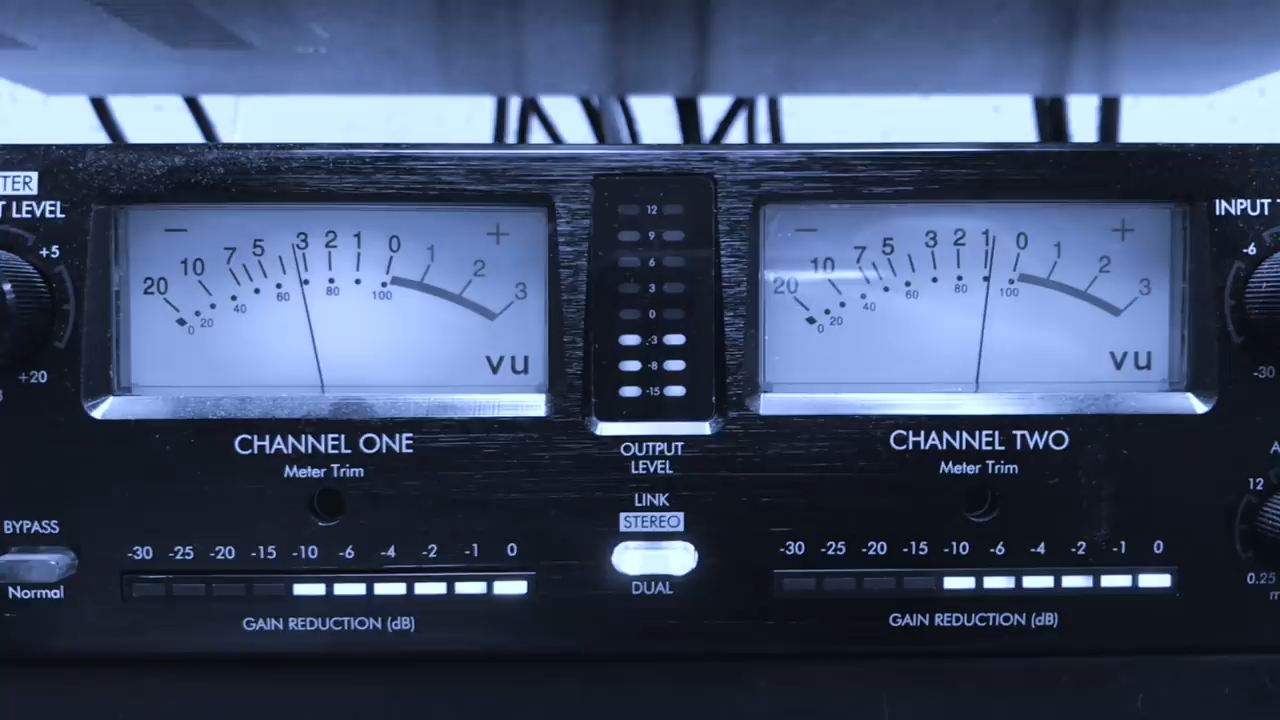 TER
T LEVEL
+5
+20
BYPASS
Normal
− +
20 10 7 5 3 2 1 0 1 2 3
0 20 40 60 80 100
vu
CHANNEL ONE
Meter Trim
-30 -25 -20 -15 -10 -6 -4 -2 -1 0
GAIN REDUCTION (dB)
12
9
6
3
0
-3
-8
-15
OUTPUT
LEVEL
LINK
STEREO
DUAL
− +
20 10 7 5 3 2 1 0 1 2 3
0 20 40 60 80 100
vu
CHANNEL TWO
Meter Trim
-30 -25 -20 -15 -10 -6 -4 -2 -1 0
GAIN REDUCTION (dB)
INPUT T
-6
-30
A
12
0.25
m